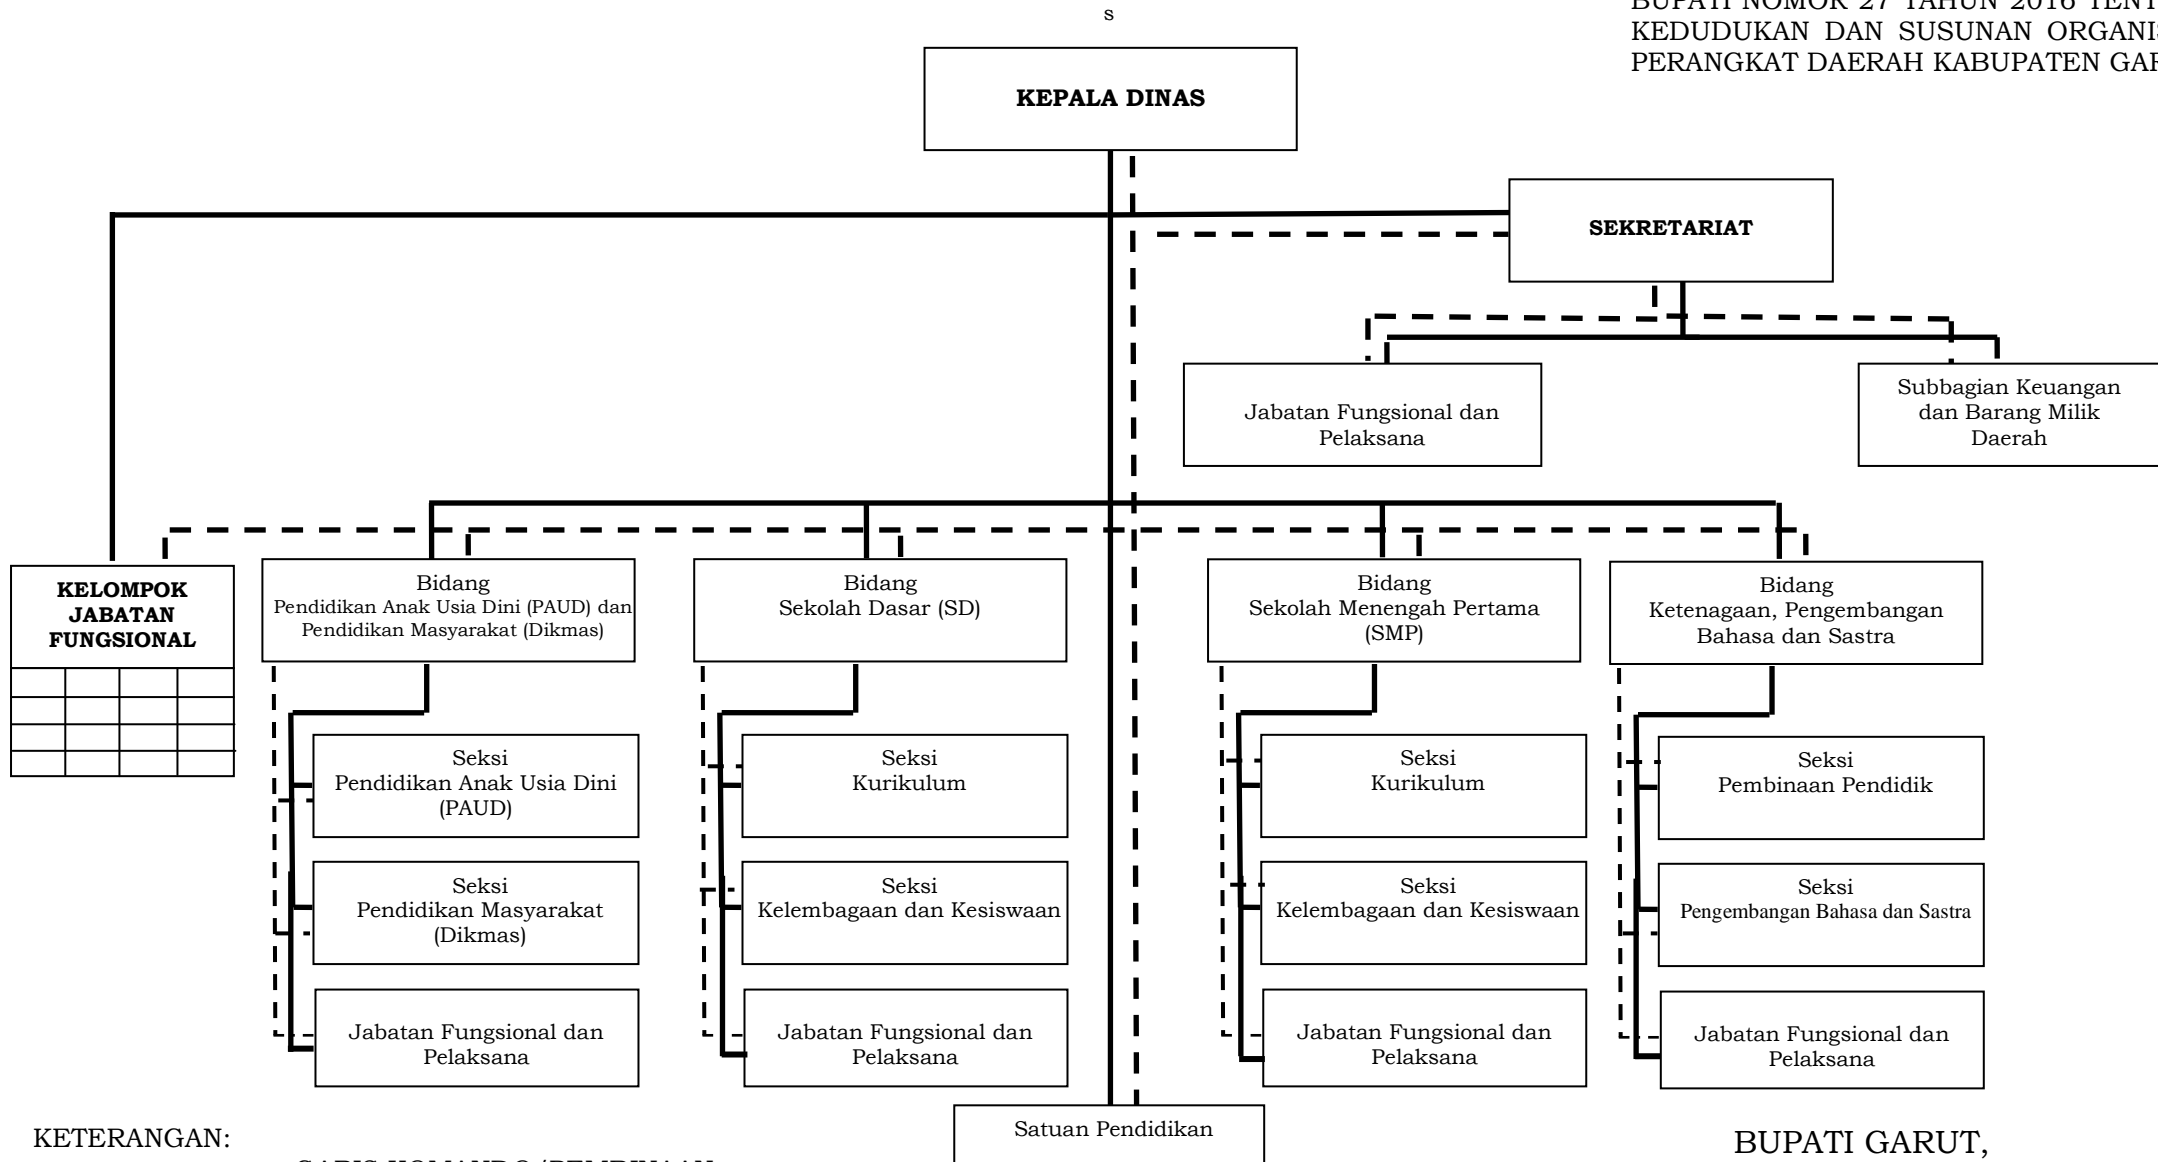 s
BUPATI NOMOR 27 TAHUN 2016
KEDUDUKAN DAN SUSUNAN
PERANGKAT DAERAH KABUPATEN
KEPALA DINAS
SEKRETARIAT
Jabatan Fungsional dan
Pelaksana
Subbagian Keuangan
dan Barang Milik
Daerah
KELOMPOK
JABATAN
FUNGSIONAL
Bidang
Pendidikan Anak Usia Dini (PAUD) dan
Pendidikan Masyarakat (Dikmas)
Bidang
Sekolah Dasar (SD)
Bidang
Sekolah Menengah Pertama
(SMP)
Bidang
Ketenagaan, Pengembangan
Bahasa dan Sastra
Seksi
Pendidikan Anak Usia Dini
(PAUD)
Seksi
Kurikulum
Seksi
Kurikulum
Seksi
Pembinaan Pendidik
Seksi
Pendidikan Masyarakat
(Dikmas)
Seksi
Kelembagaan dan Kesiswaan
Seksi
Kelembagaan dan Kesiswaan
Seksi
Pengembangan Bahasa dan Sastra
Jabatan Fungsional dan
Pelaksana
Jabatan Fungsional dan
Pelaksana
Jabatan Fungsional dan
Pelaksana
Jabatan Fungsional dan
Pelaksana
Satuan Pendidikan
KETERANGAN:
BUPATI GARUT,